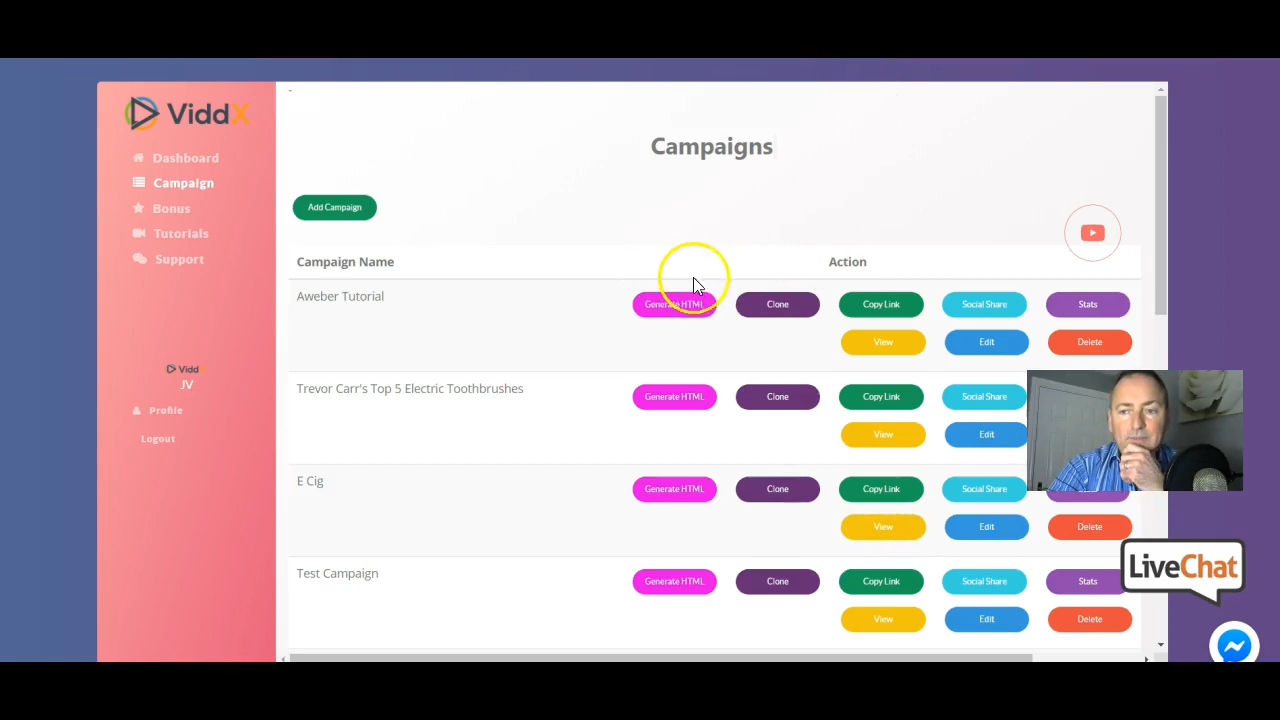 ViddX
Dashboard
Campaign
Bonus
Tutorials
Support
Vidd
JV
Profile
Logout
Campaigns
Add Campaign
Campaign Name Action
Aweber Tutorial Generate HTML Clone Copy Link Social Share Stats
View Edit Delete
Trevor Carr's Top 5 Electric Toothbrushes Generate HTML Clone Copy Link Social Share
View Edit
E Cig Generate HTML Clone Copy Link Social Share
View Edit Delete
Test Campaign Generate HTML Clone Copy Link Social Share Stats
View Edit Delete
LiveChat